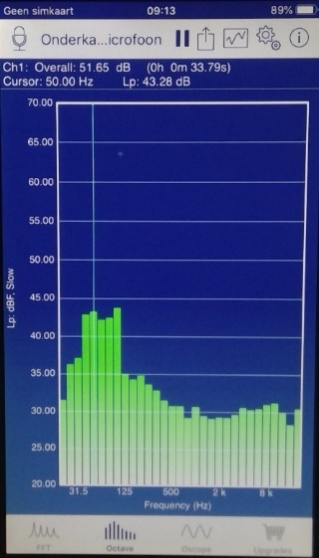 Geen simkaart 09:13 89%
Onderka...icrofoon
Ch1: Overall: 51.65 dB (0h 0m 33.79s)
Cursor: 50.00 Hz Lp: 43.28 dB
70.00
65.00
60.00
55.00
50.00
45.00
40.00
35.00
30.00
25.00
20.00
Lp: dBF, Slow
31.5 125 500 2 k 8 k
Frequency (Hz)
FFT Octave Oscope Upgrades